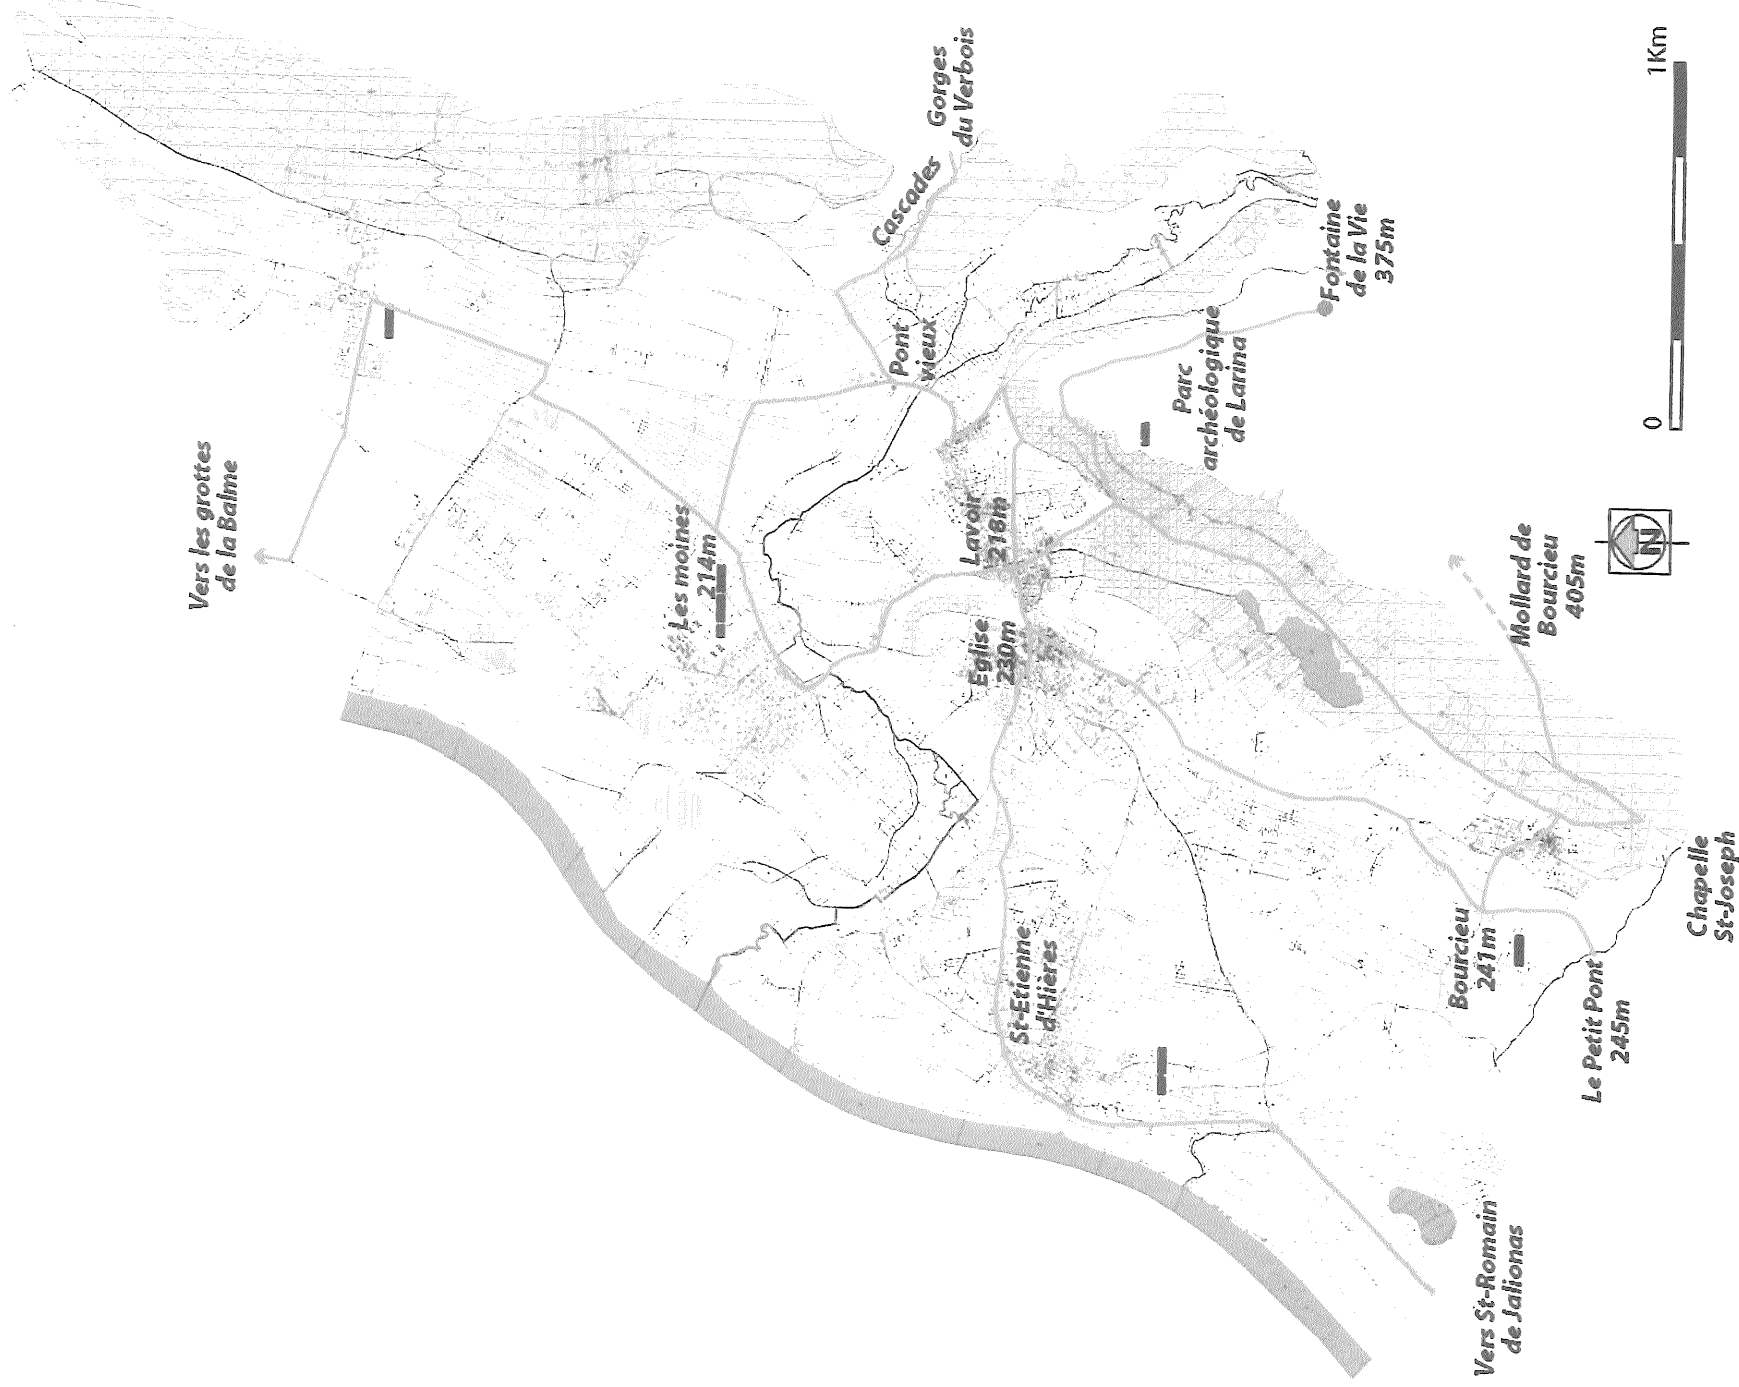 Vers les grottes
de la Balme
Les moines
214m
Gorges
du Verbois
Cascades
Pont
vieux
Lavoir
218m
Eglise
230m
Parc
archéologique
de Larina
Fontaine
de la Vie
375m
St-Etienne
d'Hières
Bourcieu
241m
Le Petit Pont
245m
Mollard de
Bourcieu
405m
Chapelle
St-Joseph
Vers St-Romain
de Jalionas
N
0
1Km